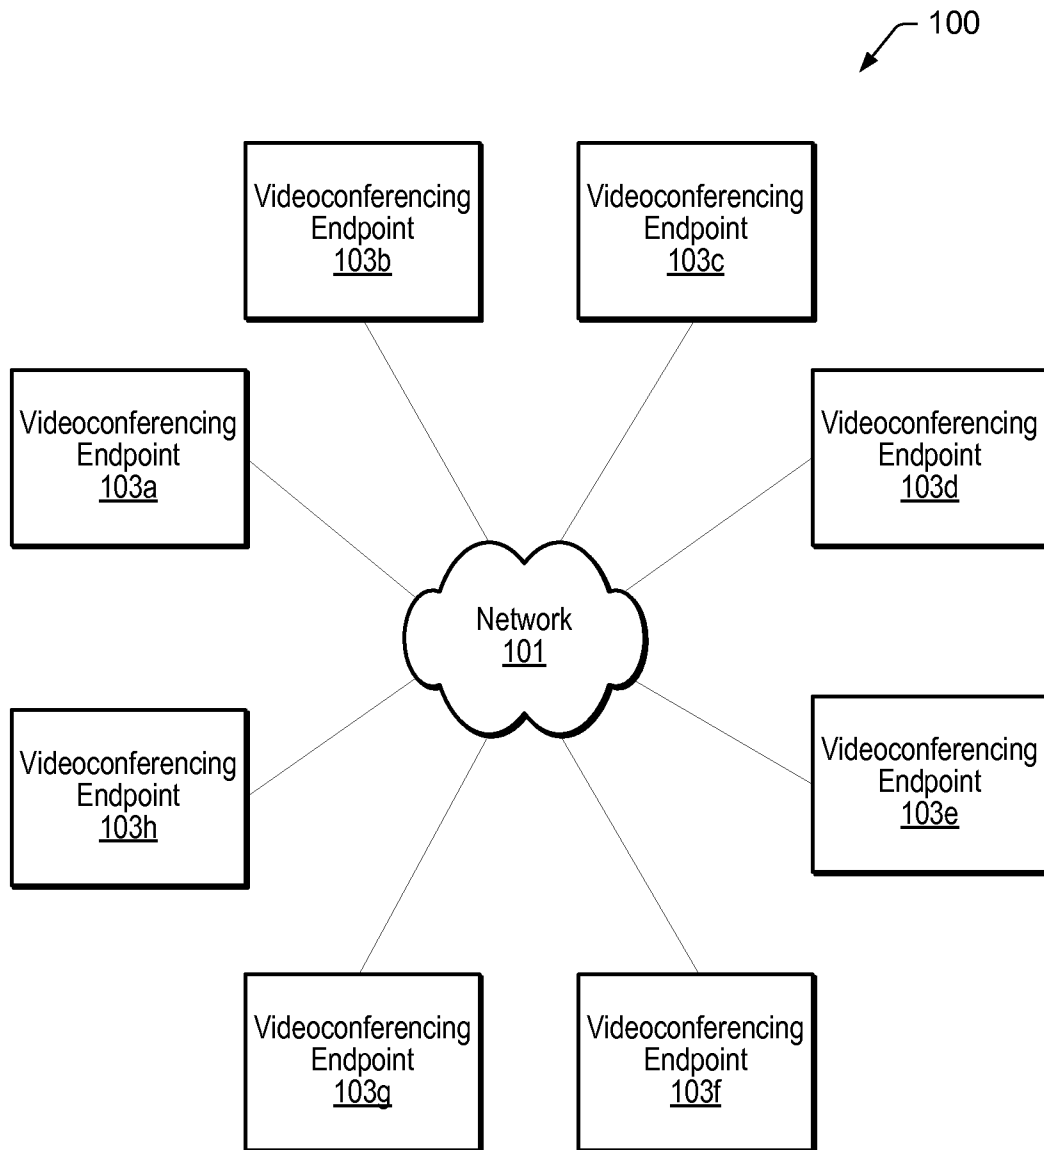 100
Videoconferencing
Endpoint
103b
Videoconferencing
Endpoint
103c
Videoconferencing
Endpoint
103a
Videoconferencing
Endpoint
103d
Network
101
Videoconferencing
Endpoint
103h
Videoconferencing
Endpoint
103e
Videoconferencing
Endpoint
103g
Videoconferencing
Endpoint
103f